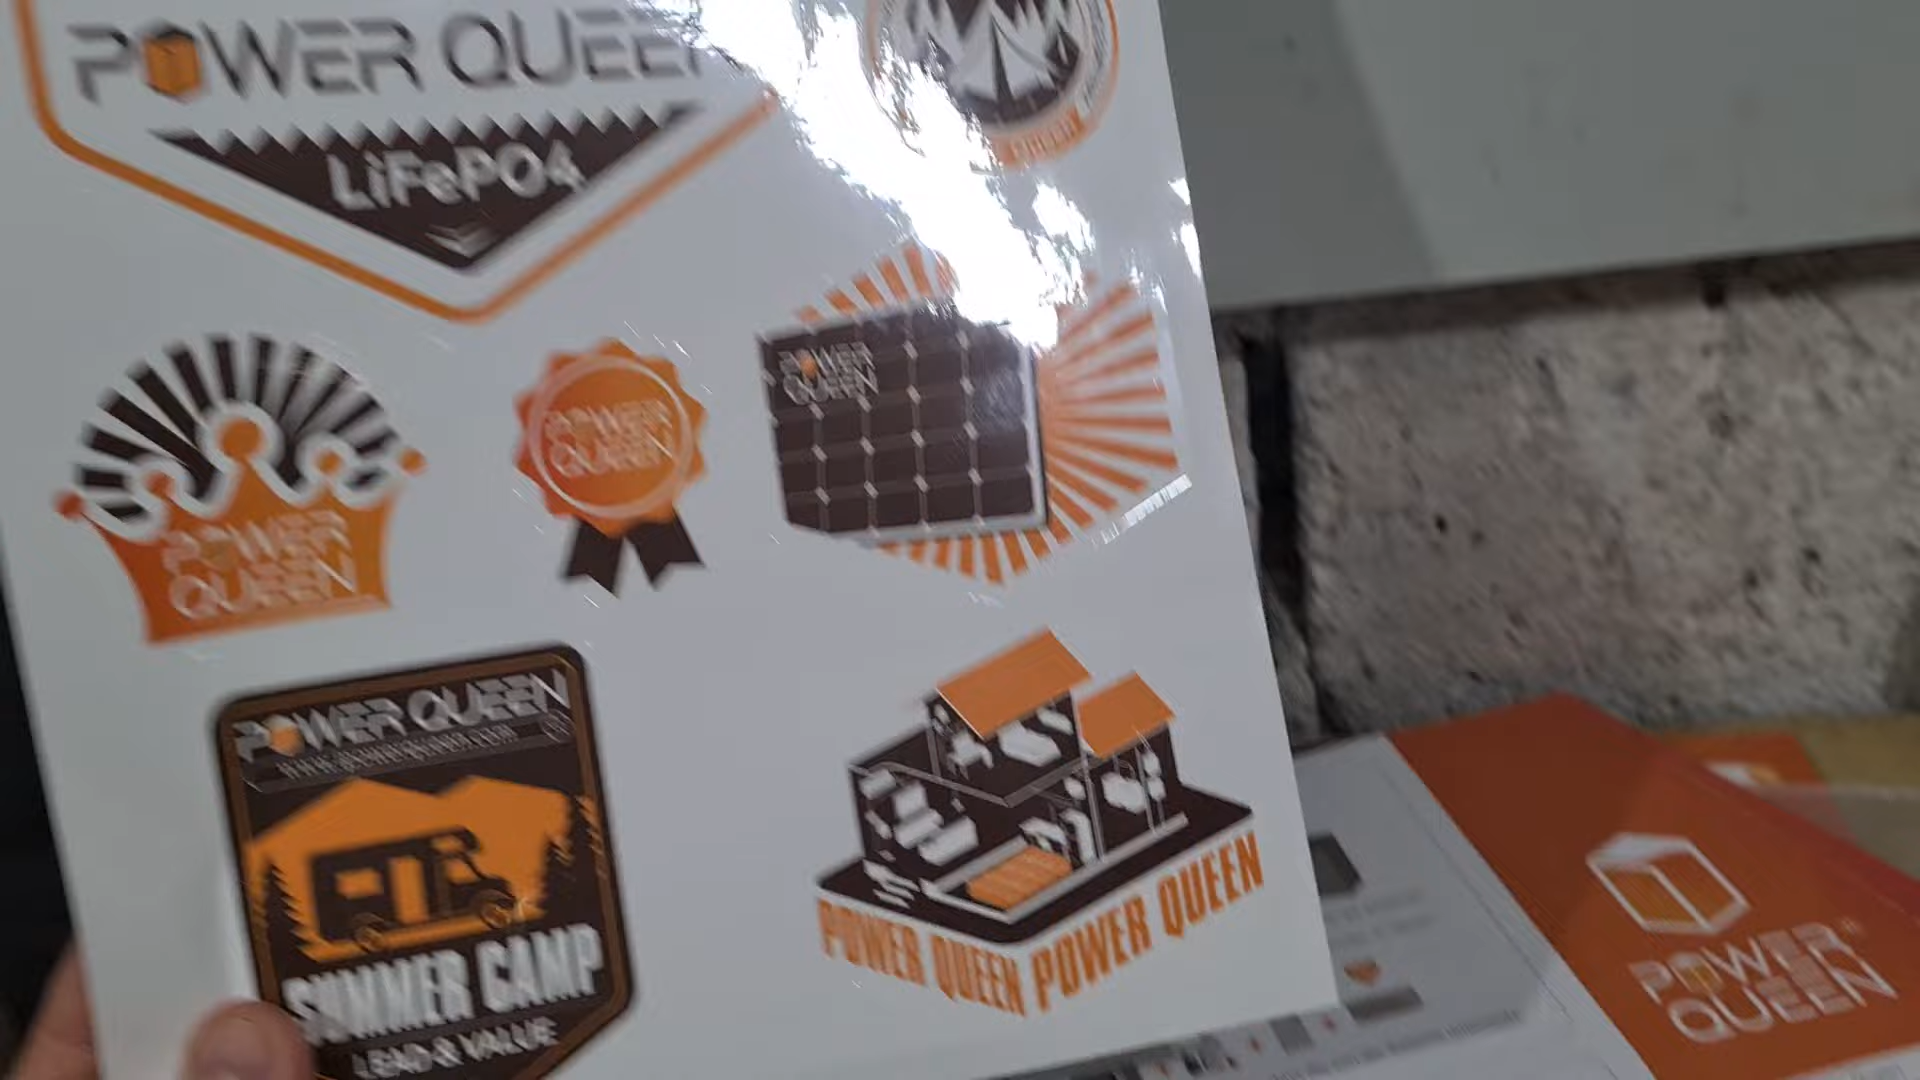 POWER QUEEN
LiFePO4
POWER
QUEEN
POWER
QUEEN
POWER
QUEEN
POWER QUEEN
SUMMER CAMP
LEAD & VALUE
POWER QUEEN POWER QUEEN
POWER
QUEEN